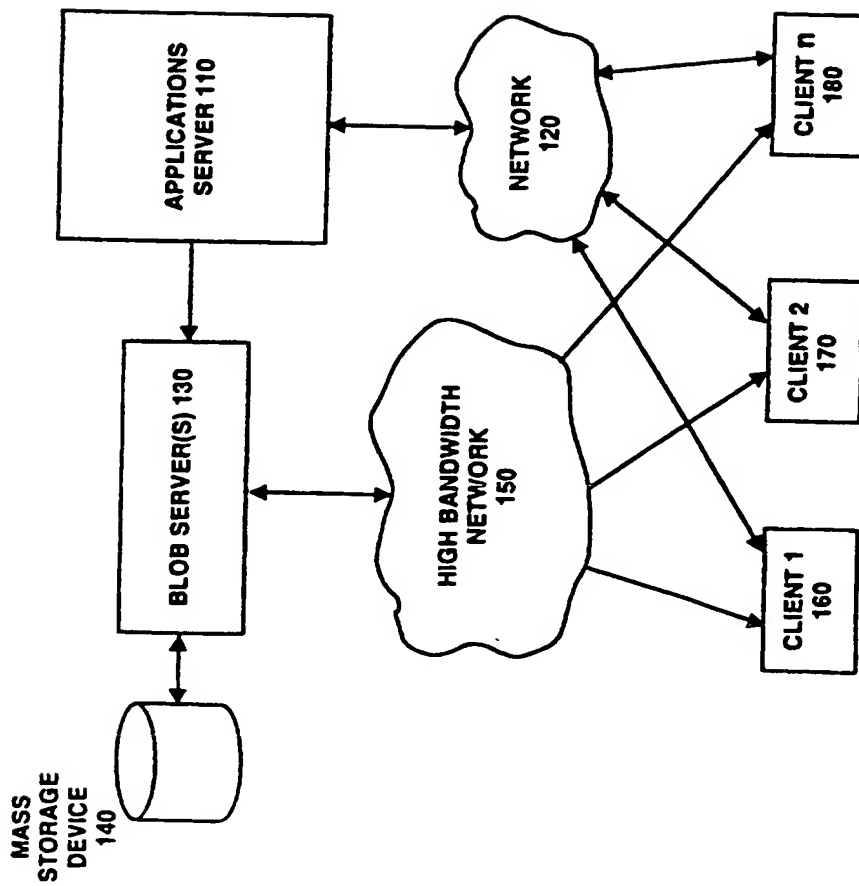 MASS
STORAGE
DEVICE
140
BLOB SERVER(S) 130
APPLICATIONS
SERVER 110
HIGH BANDWIDTH
NETWORK
150
NETWORK
120
CLIENT 1
160
CLIENT 2
170
CLIENT n
180